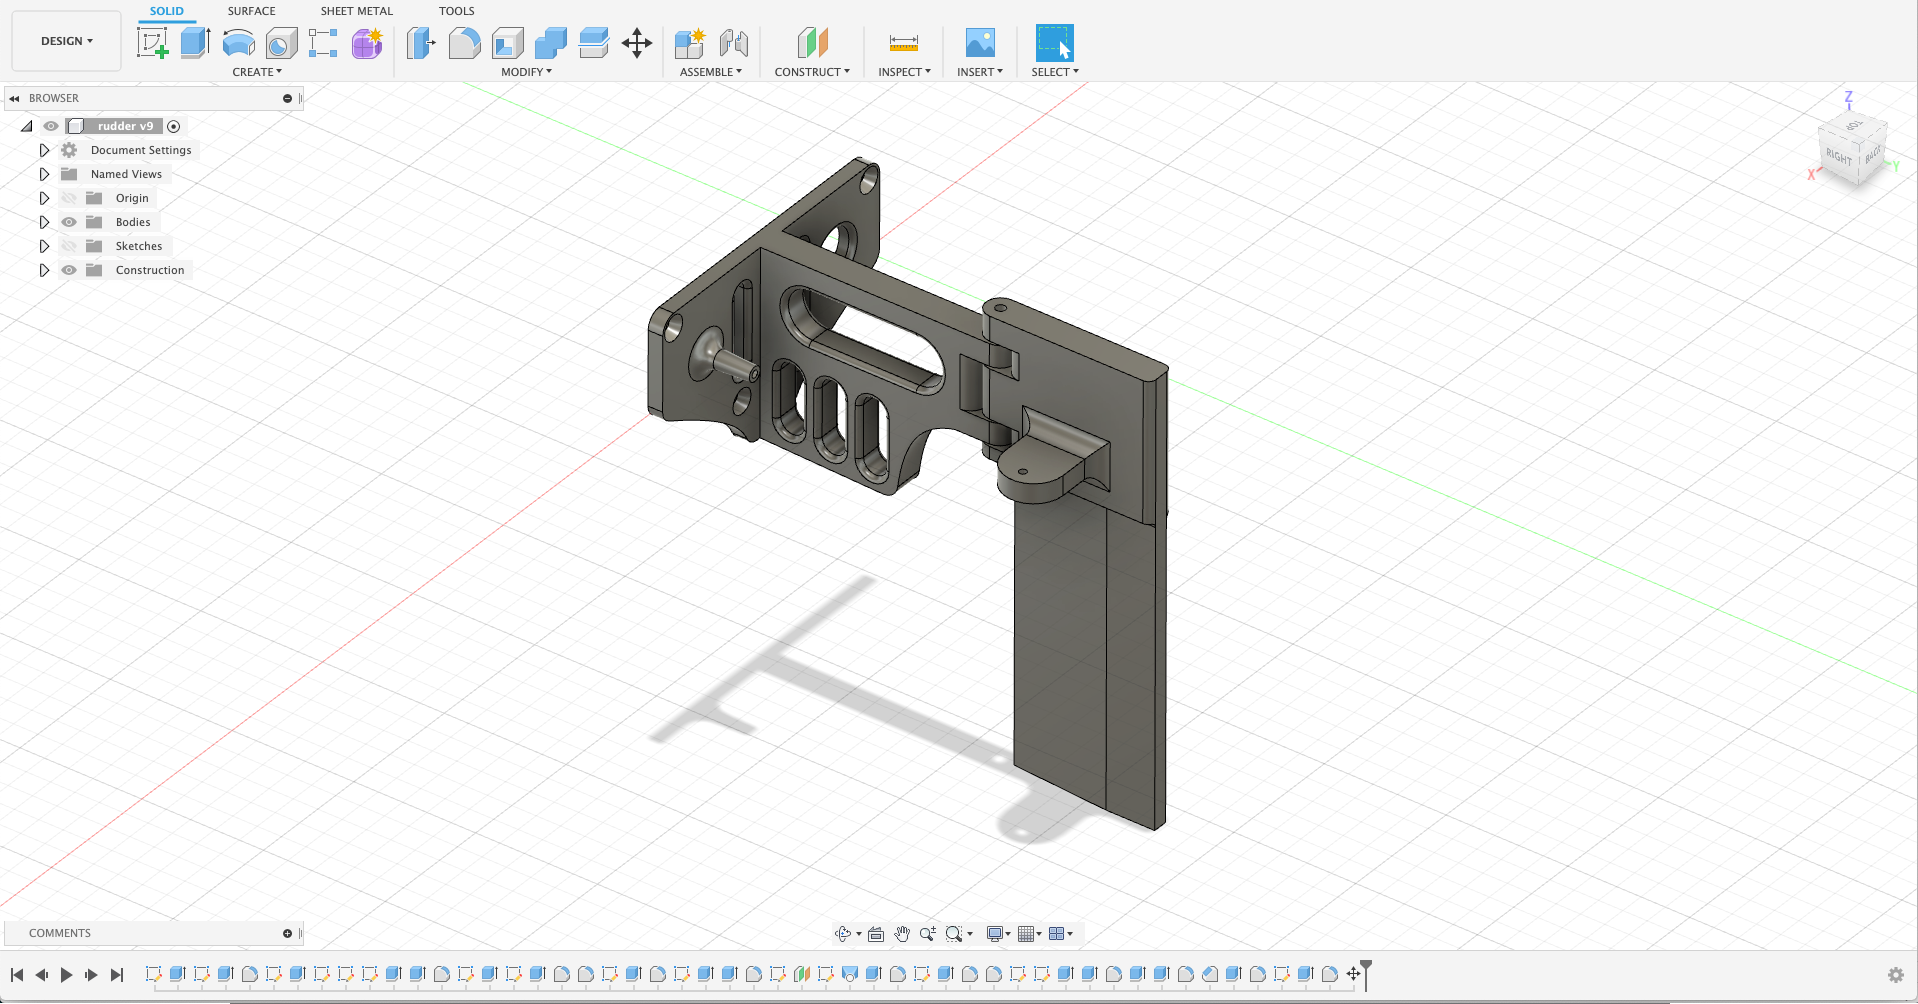 SOLID SURFACE SHEET METAL TOOLS
DESIGN
CREATE MODIFY ASSEMBLE CONSTRUCT INSPECT INSERT SELECT
BROWSER
rudder v9
Document Settings
Named Views
Origin
Bodies
Sketches
Construction
Z
TOP
RIGHT BACK
X Y
COMMENTS